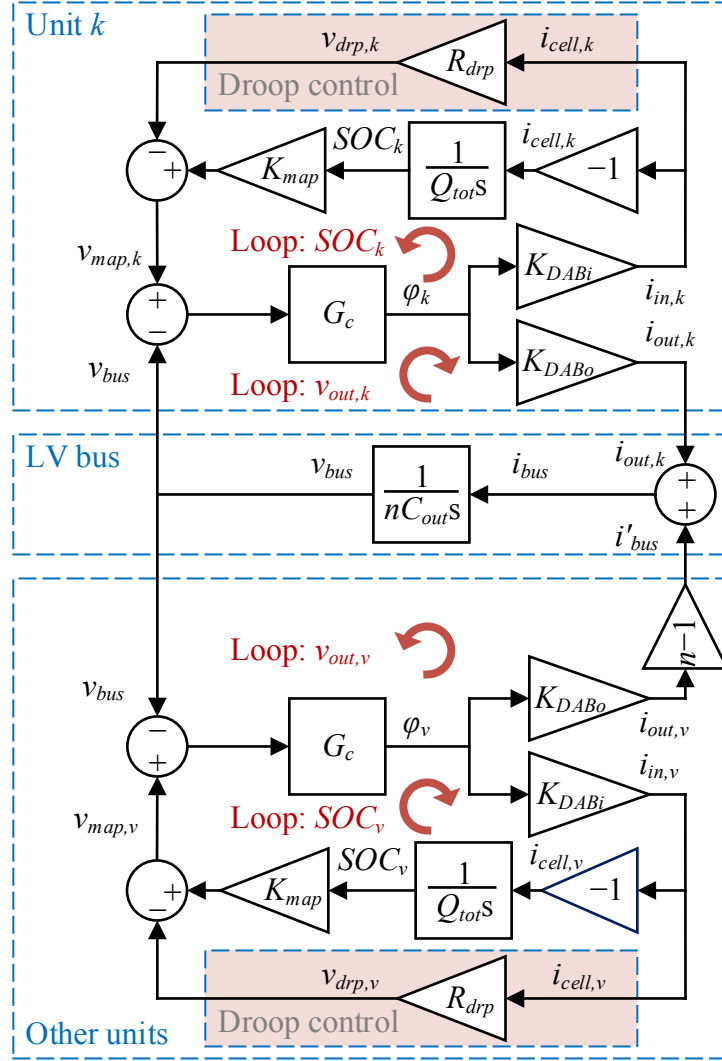 Unit k
v_drp,k
R_drp
i_cell,k
Droop control
−
+
K_map
SOC_k
1
Q_tot s
i_cell,k
−1
Loop: SOC_k
v_map,k
+
−
G_c
φ_k
K_DABi
i_in,k
i_out,k
K_DABo
v_bus
Loop: v_out,k
LV bus
v_bus
i_bus
i_out,k
1
nC_out s
+
+
i'_bus
n−1
Loop: v_out,v
v_bus
−
+
G_c
φ_v
K_DABo
i_out,v
i_in,v
K_DABi
v_map,v
Loop: SOC_v
+
−
K_map
SOC_v
1
Q_tot s
i_cell,v
−1
v_drp,v
R_drp
i_cell,v
Droop control
Other units